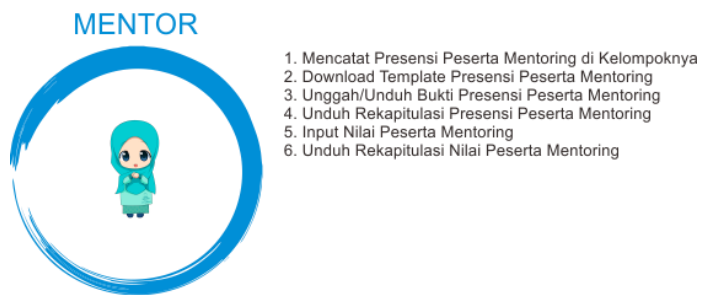 MENTOR
1. Mencatat Presensi Peserta Mentoring di Kelompoknya
2. Download Template Presensi Peserta Mentoring
3. Unggah/Unduh Bukti Presensi Peserta Mentoring
4. Unduh Rekapitulasi Presensi Peserta Mentoring
5. Input Nilai Peserta Mentoring
6. Unduh Rekapitulasi Nilai Peserta Mentoring